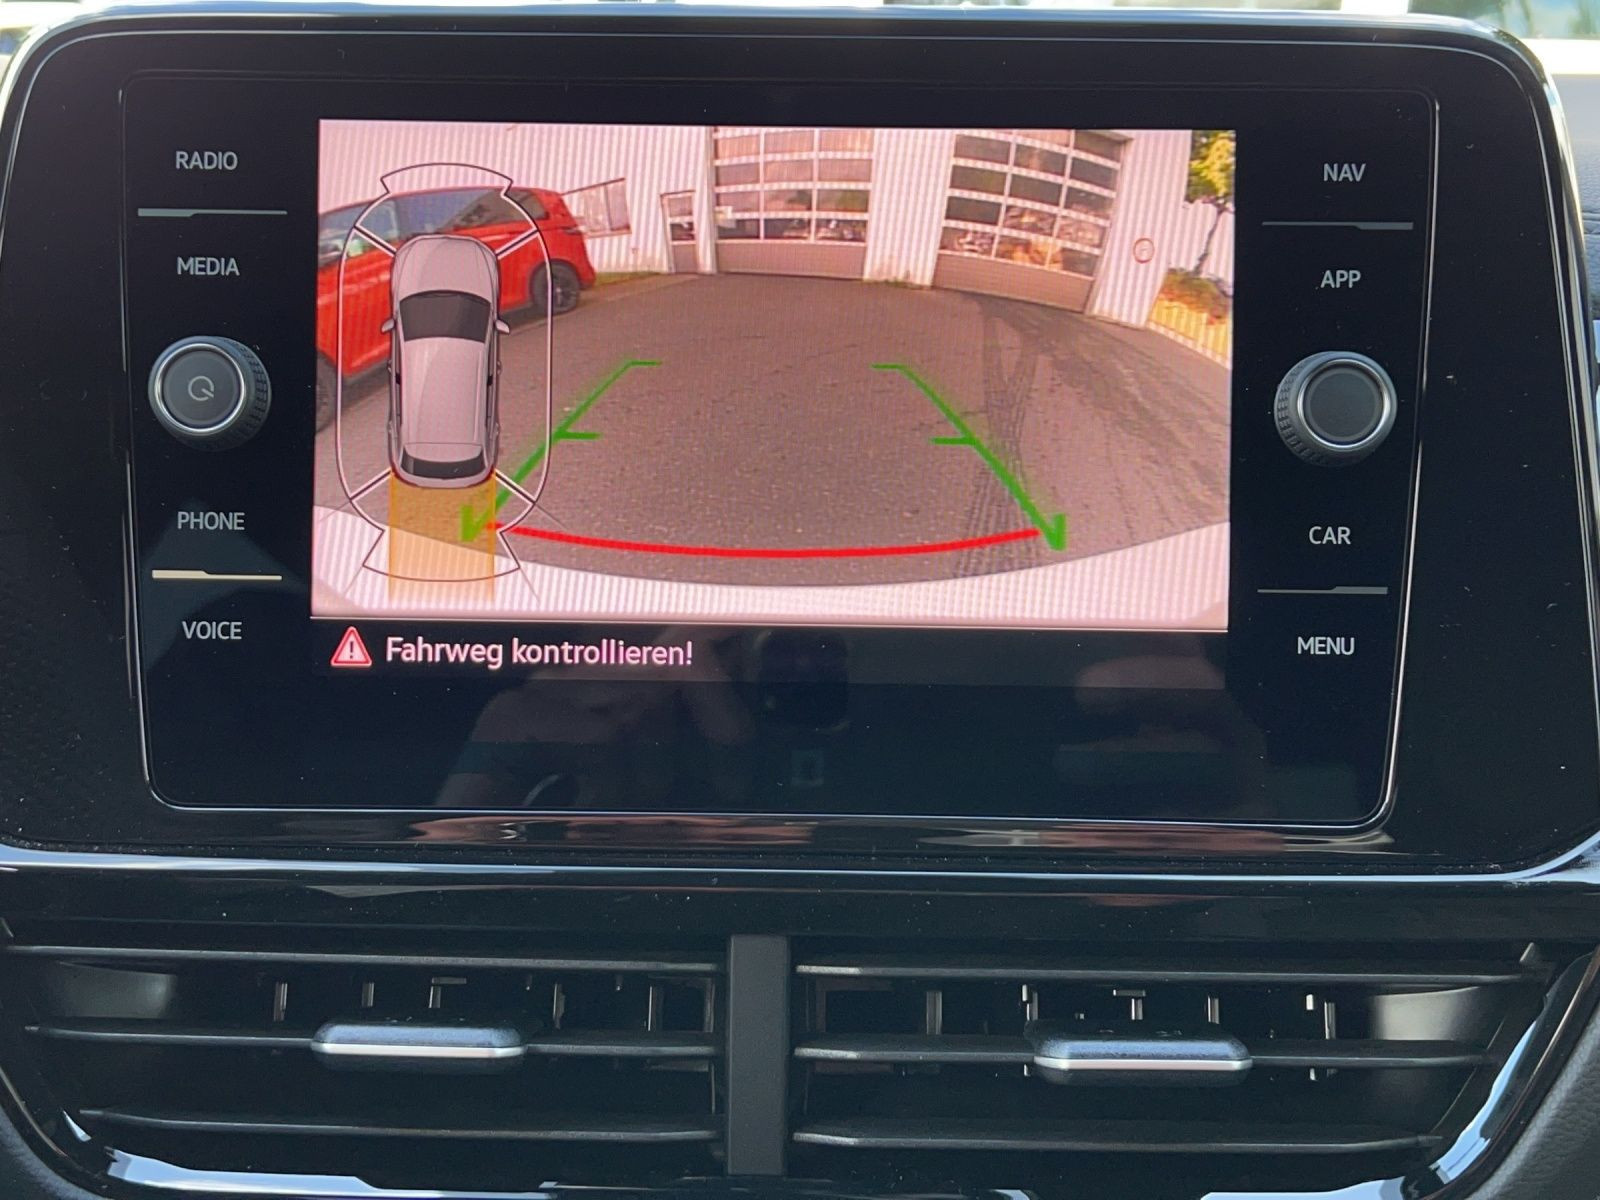 RADIO
MEDIA
PHONE
VOICE
NAV
APP
CAR
MENU
Fahrweg kontrollieren!